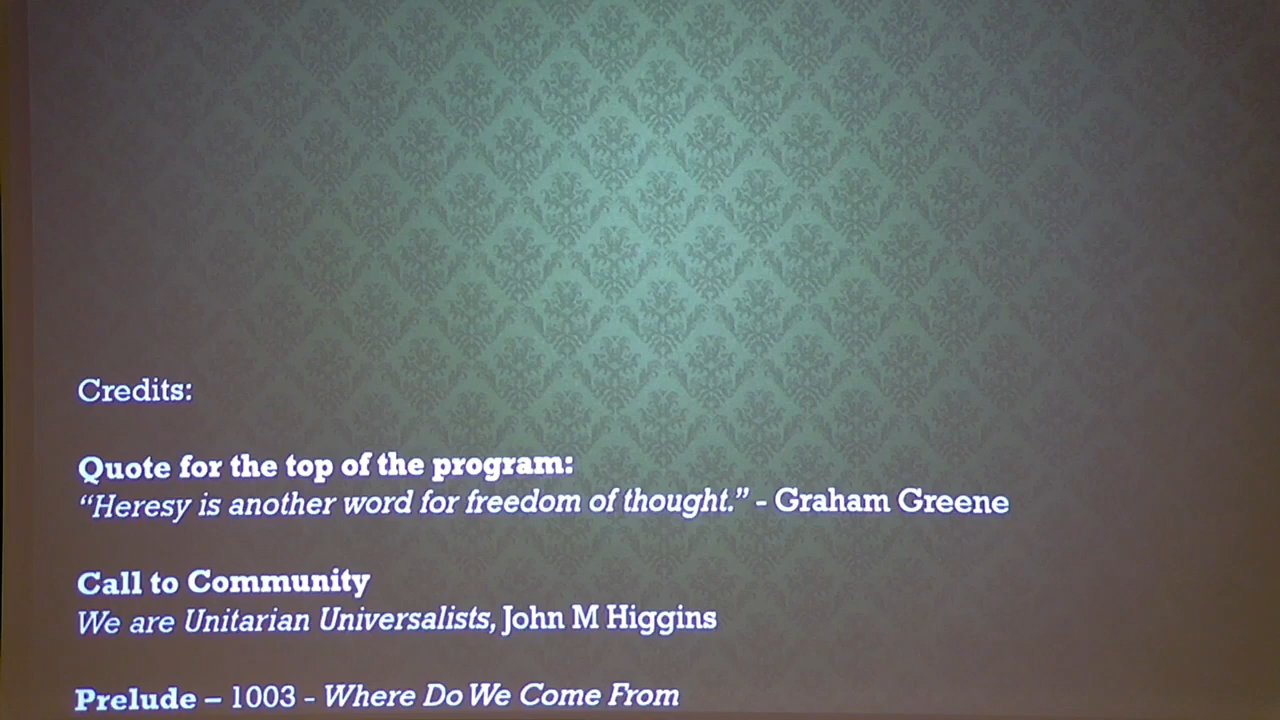 Credits:
Quote for the top of the program:
“Heresy is another word for freedom of thought.” - Graham Greene
Call to Community
We are Unitarian Universalists, John M Higgins
Prelude – 1003 - Where Do We Come From